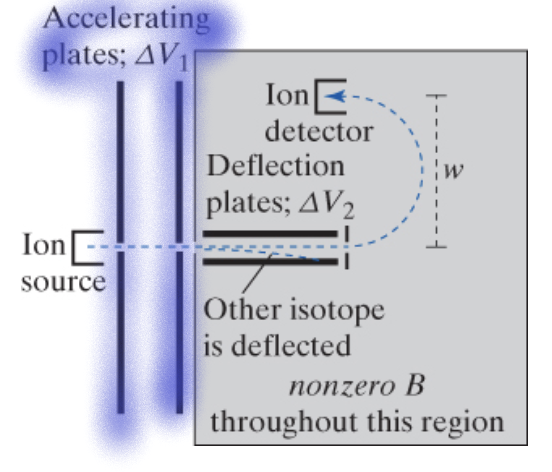 Accelerating
plates; ΔV₁
Ion
detector
w
Deflection
plates; ΔV₂
Ion
source
Other isotope
is deflected
nonzero B
throughout this region